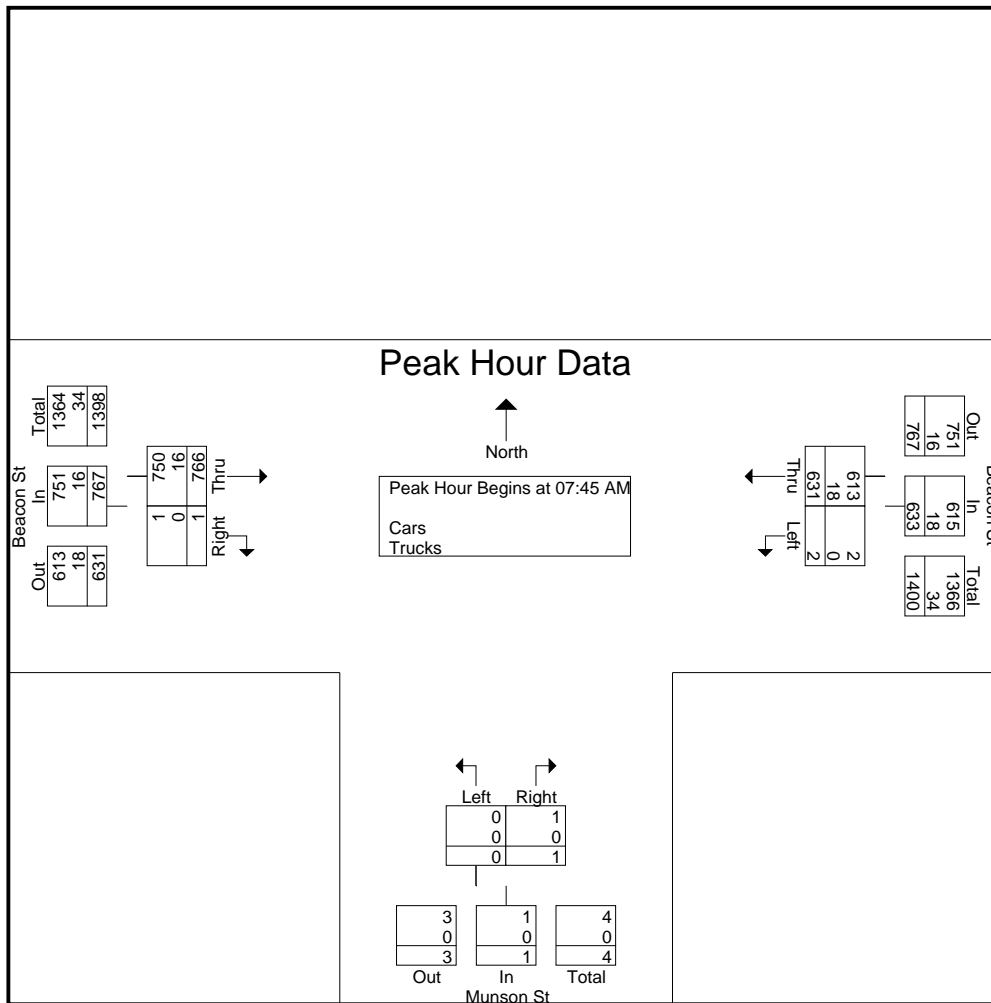 Peak Hour Data
North
Peak Hour Begins at 07:45 AM
Cars
Trucks
Beacon St
Total
1364
34
1398
In
751
16
767
Out
613
18
631
Thru
750
16
766
Right
1
0
1
Thru
613
18
631
Left
2
0
2
Beacon St
Out
751
16
767
In
615
18
633
Total
1366
34
1400
Left Right
0 1
0 0
0 1
3 1 4
0 0 0
3 1 4
Out In Total
Munson St